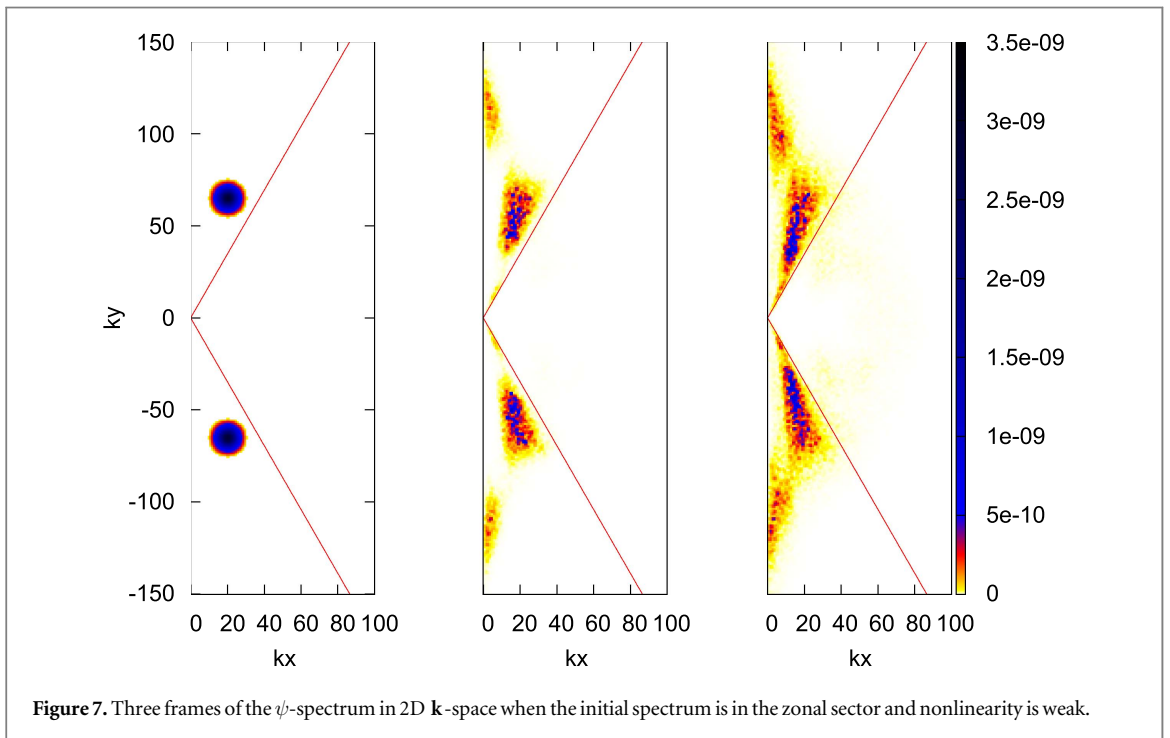 150
100
50
0
-50
-100
-150
ky
0 20 40 60 80 100
kx
0 20 40 60 80 100
kx
0 20 40 60 80 100
kx
3.5e-09
3e-09
2.5e-09
2e-09
1.5e-09
1e-09
5e-10
0
Figure 7. Three frames of the ψ-spectrum in 2D k-space when the initial spectrum is in the zonal sector and nonlinearity is weak.